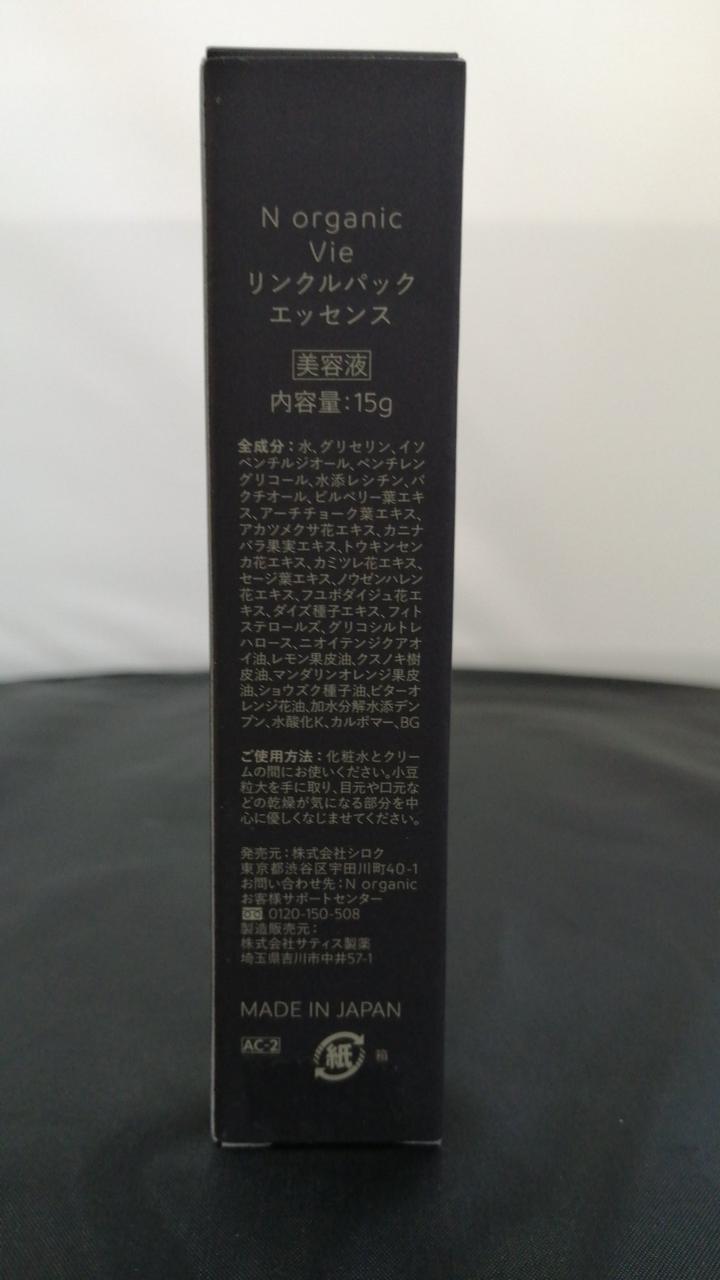 N organic
Vie
リンクルパック
エッセンス
美容液
内容量:15g
全成分:水、グリセリン、イソ
ペンチルジオール、ペンチレン
グリコール、水添レシチン、バ
クチオール、ビルベリー葉エキ
ス、アーチチョーク葉エキス、
アカツメクサ花エキス、カニナ
バラ果実エキス、トウキンセン
カ花エキス、カミツレ花エキス、
セージ葉エキス、ノウゼンハレン
花エキス、フユボダイジュ花エ
キス、ダイズ種子エキス、フィト
ステロールズ、グリコシルトレ
ハロース、ニオイテンジクアオ
イ油、レモン果皮油、クスノキ樹
皮油、マンダリンオレンジ果皮
油、ショウズク種子油、ビターオ
レンジ花油、加水分解水添デン
プン、水酸化K、カルボマー、BG
ご使用方法:化粧水とクリー
ムの間にお使いください。小豆
粒大を手に取り、目元や口元な
どの乾燥が気になる部分を中
心に優しくなじませてください。
発売元:株式会社シロク
東京都渋谷区宇田川町40-1
お問い合わせ先:N organic
お客様サポートセンター
0120-150-508
製造販売元:
株式会社サティス製薬
埼玉県吉川市中井57-1
MADE IN JAPAN
AC-2
紙 箱